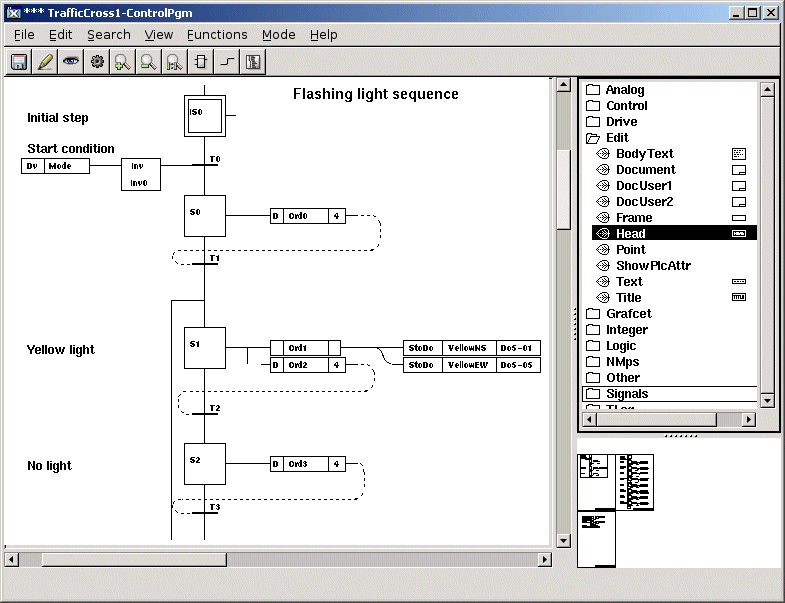 *** TrafficCross1-ControlPgm
File Edit Search View Functions Mode Help
Flashing light sequence
Initial step
IS0
Start condition
T0
Dv Mode
Inv
Inv0
S0
D Ord0 4
T1
Yellow light
S1
Ord1
StoDo YellowNS Do5-01
D Ord2 4
StoDo YellowEW Do5-05
T2
No light
S2
D Ord3 4
T3
Analog
Control
Drive
Edit
BodyText
Document
DocUser1
DocUser2
Frame
Head
Point
ShowPlcAttr
Text
Title
Grafcet
Integer
Logic
NMps
Other
Signals